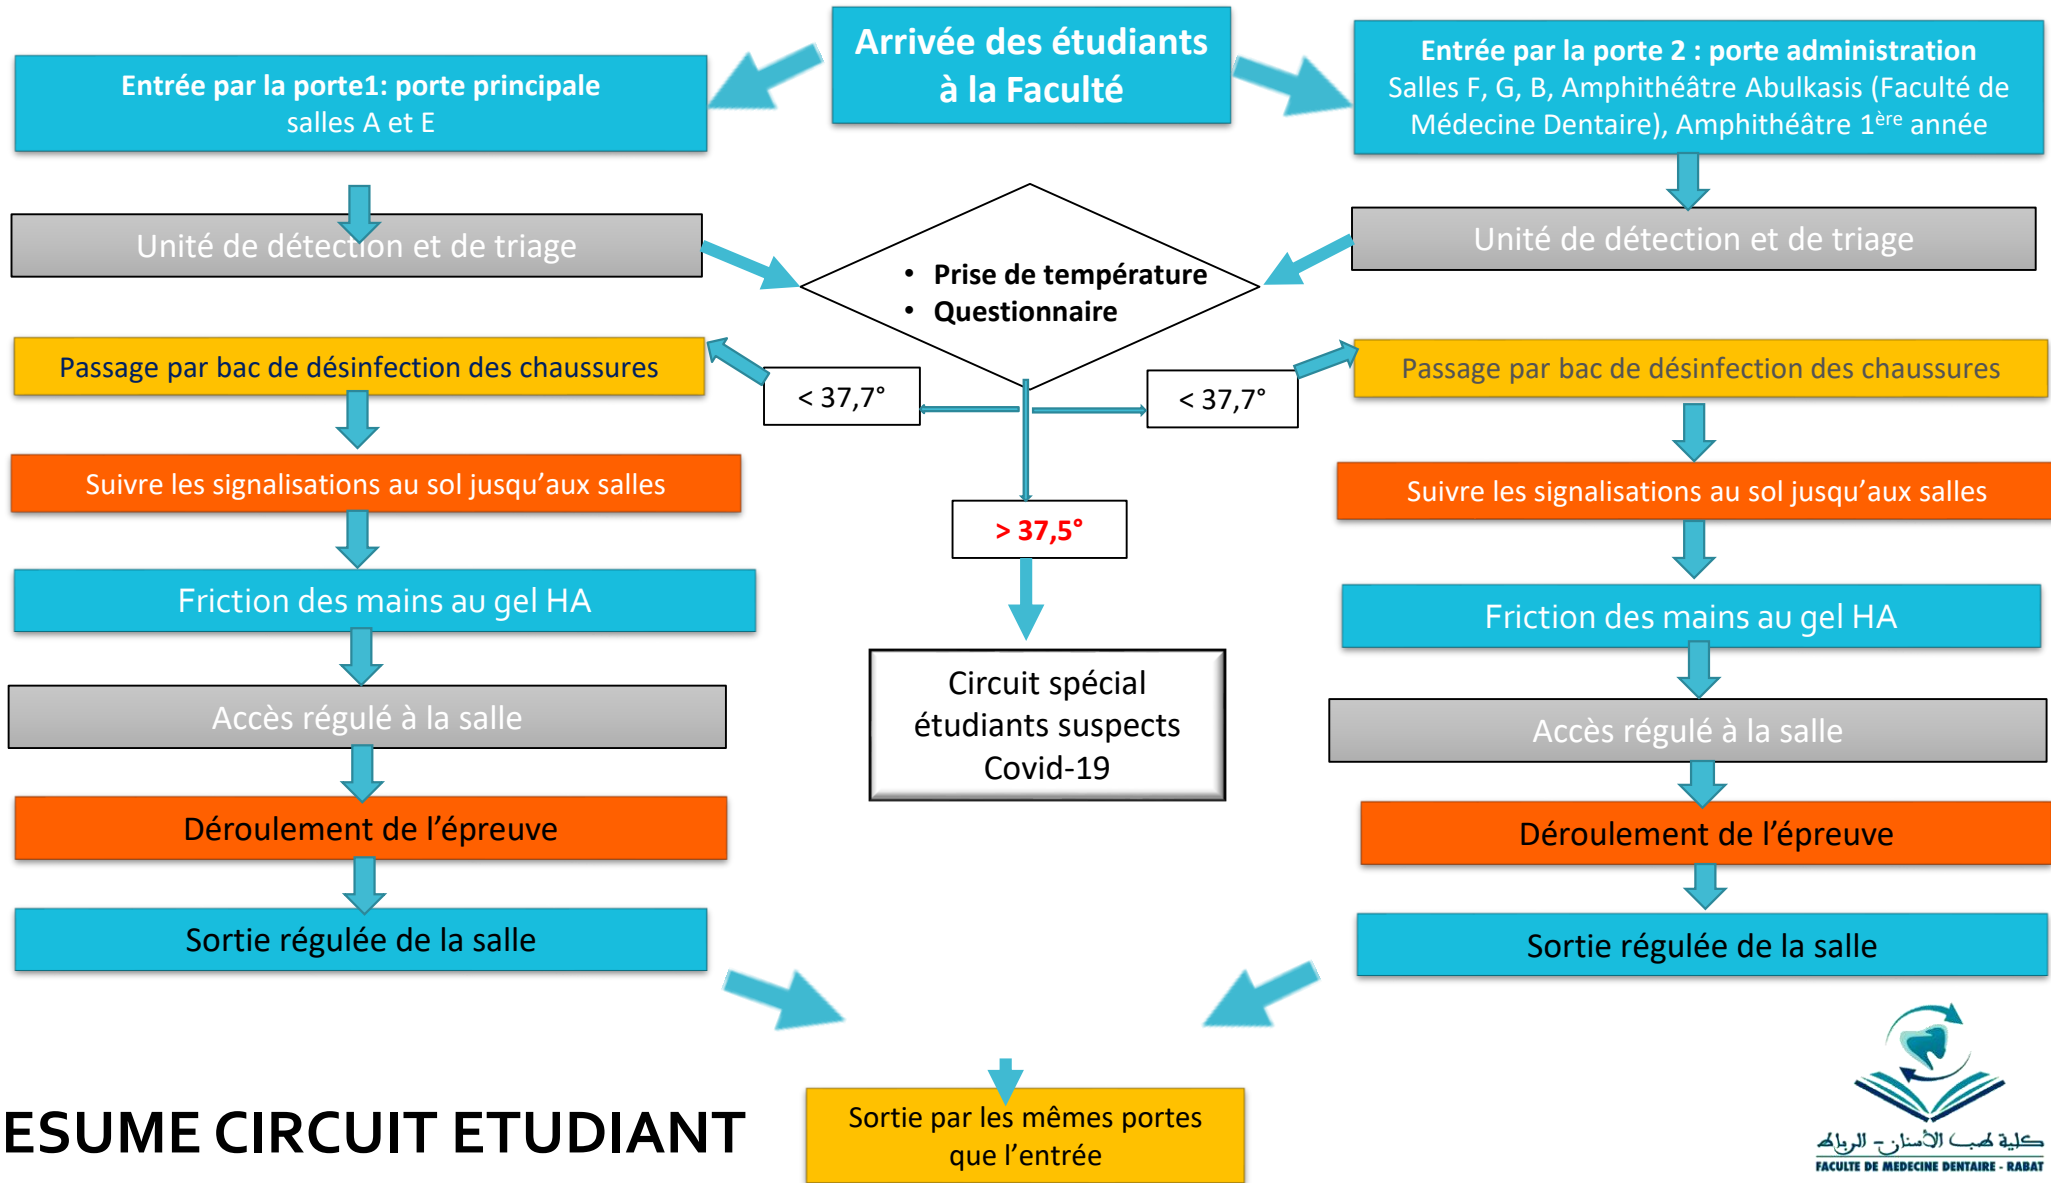 Arrivée des étudiants
à la Faculté
Entrée par la porte1: porte principale
salles A et E
Entrée par la porte 2 : porte administration
Salles F, G, B, Amphithéâtre Abulkasis (Faculté de
Médecine Dentaire), Amphithéâtre 1ère année
Unité de détection et de triage
Unité de détection et de triage
• Prise de température
• Questionnaire
Passage par bac de désinfection des chaussures
< 37,7°
< 37,7°
Passage par bac de désinfection des chaussures
Suivre les signalisations au sol jusqu’aux salles
> 37,5°
Suivre les signalisations au sol jusqu’aux salles
Friction des mains au gel HA
Friction des mains au gel HA
Circuit spécial
étudiants suspects
Covid-19
Accès régulé à la salle
Accès régulé à la salle
Déroulement de l’épreuve
Déroulement de l’épreuve
Sortie régulée de la salle
Sortie régulée de la salle
ESUME CIRCUIT ETUDIANT
Sortie par les mêmes portes
que l’entrée
كلية طب الأسنان - الرباط
FACULTE DE MEDECINE DENTAIRE - RABAT